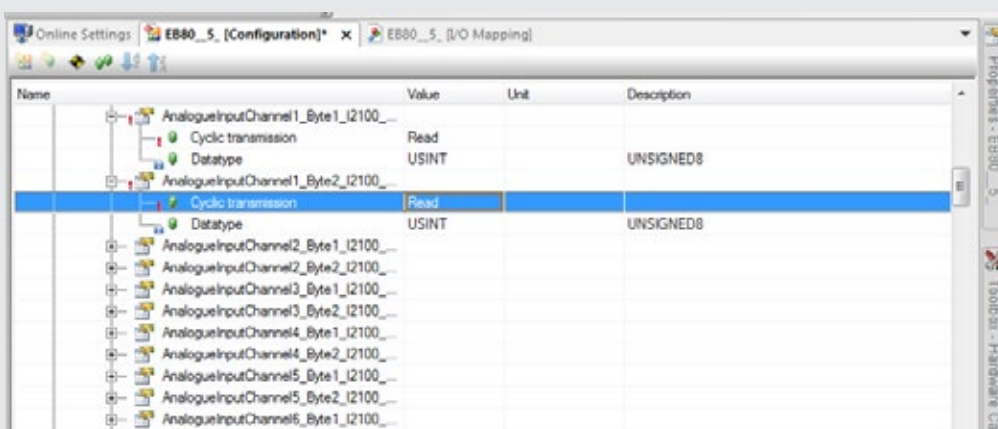 Online Settings EB80__5_ [Configuration]* x EB80__5_ [I/O Mapping]
Name Value Unit Description
AnalogueInputChannel1_Byte1_I2100_...
Cyclic transmission Read
Datatype USINT UNSIGNED8
AnalogueInputChannel1_Byte2_I2100_...
Cyclic transmission Read
Datatype USINT UNSIGNED8
AnalogueInputChannel2_Byte1_I2100_...
AnalogueInputChannel2_Byte2_I2100_...
AnalogueInputChannel3_Byte1_I2100_...
AnalogueInputChannel3_Byte2_I2100_...
AnalogueInputChannel4_Byte1_I2100_...
AnalogueInputChannel4_Byte2_I2100_...
AnalogueInputChannel5_Byte1_I2100_...
AnalogueInputChannel5_Byte2_I2100_...
AnalogueInputChannel6_Byte1_I2100_...
Properties - EB80__5_
Toolbox - Hardware Ca